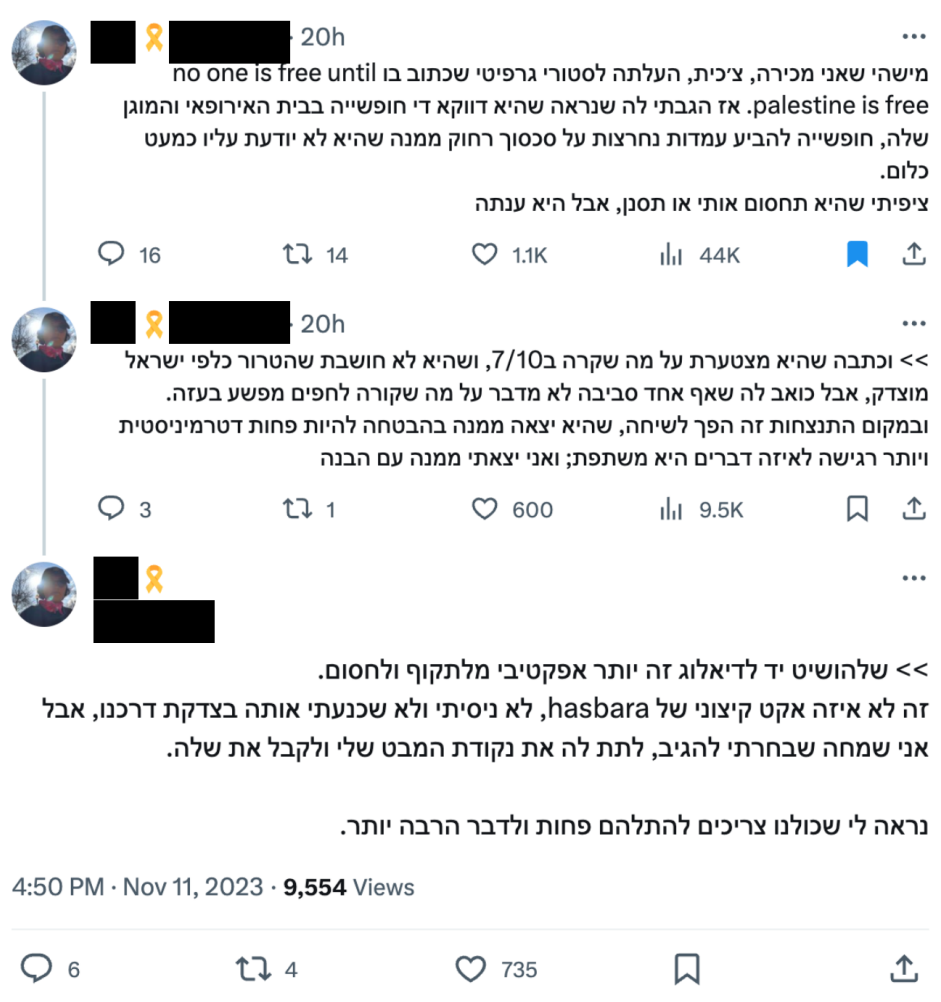 20h
מישהי שאני מכירה, צ׳כית, העלתה לסטורי גרפיטי שכתוב בו no one is free until
palestine is free. אז הגבתי לה שנראה שהיא דווקא די חופשייה בבית האירופאי והמוגן
שלה, חופשייה להביע עמדות נחרצות על סכסוך רחוק ממנה שהיא לא יודעת עליו כמעט
כלום.
ציפיתי שהיא תחסום אותי או תסנן, אבל היא ענתה
16 14 1.1K 44K
20h
>> וכתבה שהיא מצטערת על מה שקרה ב7/10, ושהיא לא חושבת שהטרור כלפי ישראל
מוצדק, אבל כואב לה שאף אחד סביבה לא מדבר על מה שקורה לחפים מפשע בעזה.
ובמקום התנצחות זה הפך לשיחה, שהיא יצאה ממנה בהבטחה להיות פחות דטרמיניסטית
ויותר רגישה לאיזה דברים היא משתפת; ואני יצאתי ממנה עם הבנה
3 1 600 9.5K
>> שלהושיט יד לדיאלוג זה יותר אפקטיבי מלתקוף ולחסום.
זה לא איזה אקט קיצוני של hasbara, לא ניסיתי ולא שכנעתי אותה בצדקת דרכנו, אבל
אני שמחה שבחרתי להגיב, לתת לה את נקודת המבט שלי ולקבל את שלה.
נראה לי שכולנו צריכים להתלהם פחות ולדבר הרבה יותר.
4:50 PM · Nov 11, 2023 · 9,554 Views
6 4 735